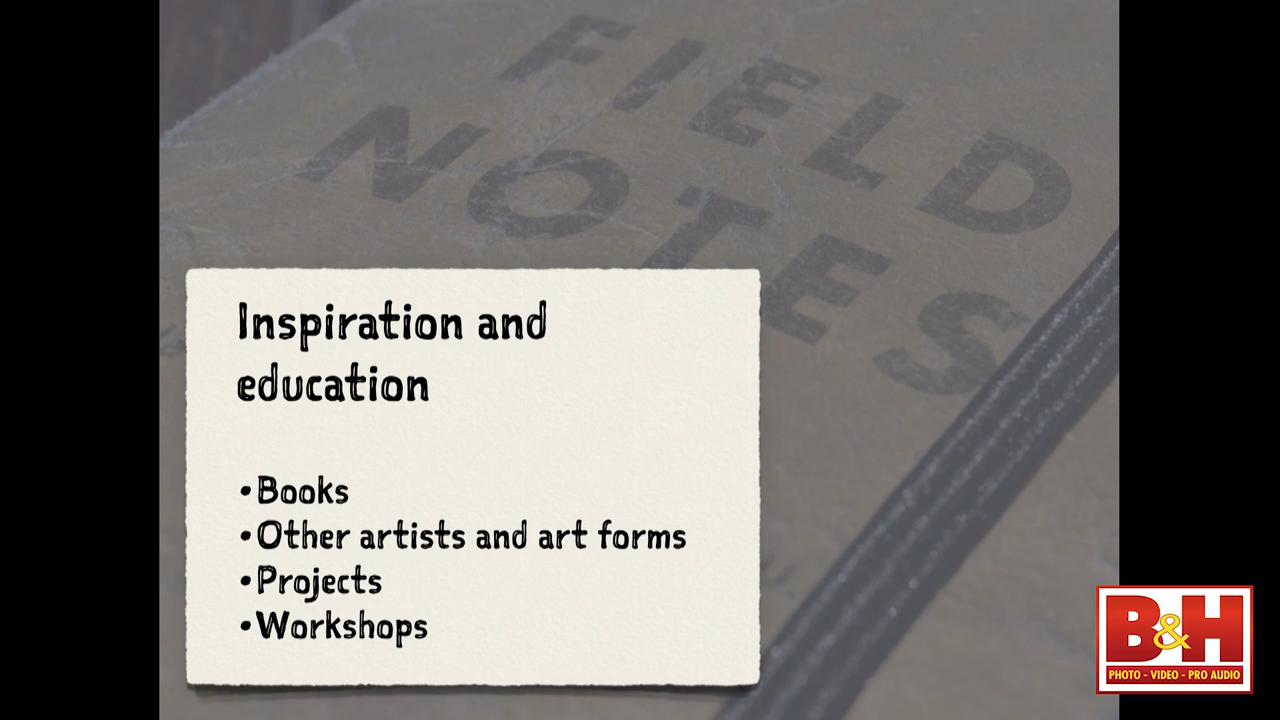 FIELD
NOTES
Inspiration and
education
•Books
•Other artists and art forms
•Projects
•Workshops
B&H
PHOTO - VIDEO - PRO AUDIO